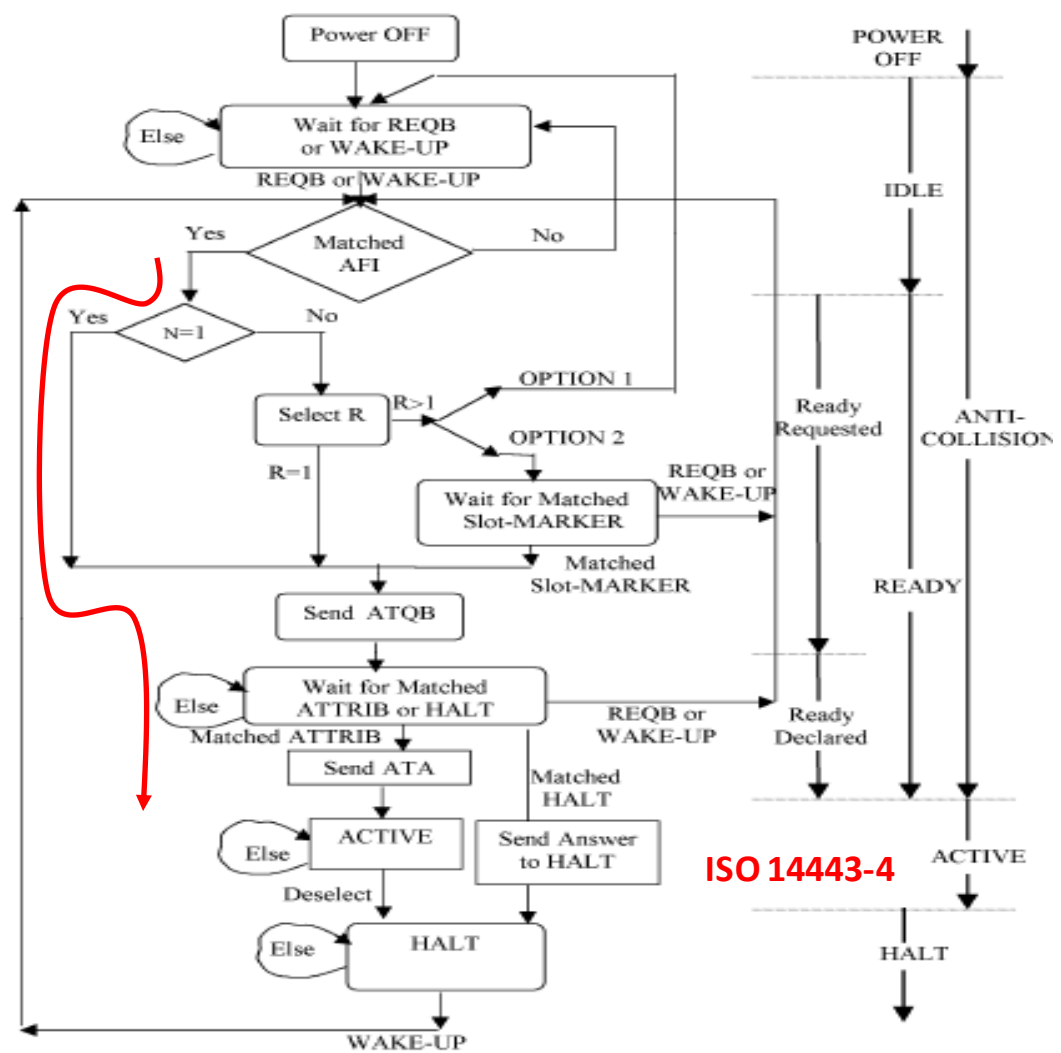 Power OFF
Wait for REQB
or WAKE-UP
Else
REQB or WAKE-UP
Matched
AFI
Yes
No
N=1
Yes
No
Select R
R>1
R=1
OPTION 1
OPTION 2
Wait for Matched
Slot-MARKER
REQB or
WAKE-UP
Matched
Slot-MARKER
Send ATQB
Wait for Matched
ATTRIB or HALT
Else
REQB or
WAKE-UP
Matched ATTRIB
Send ATA
Matched
HALT
ACTIVE
Else
Send Answer
to HALT
Deselect
HALT
Else
WAKE-UP
POWER
OFF
IDLE
Ready
Requested
ANTI-
COLLISION
READY
Ready
Declared
ISO 14443-4
ACTIVE
HALT